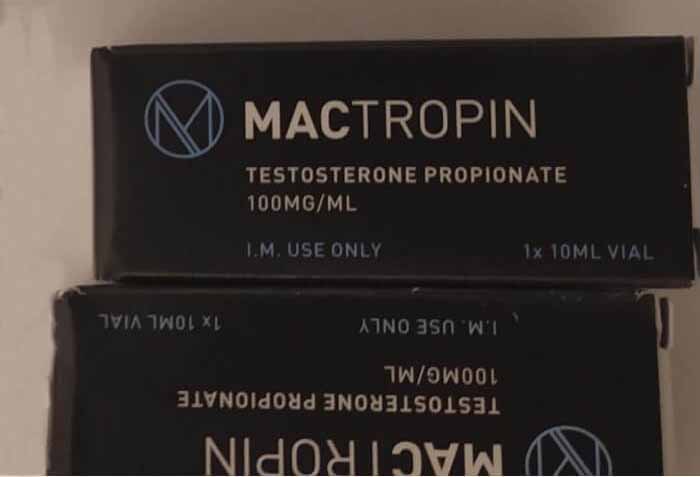 MACTROPIN
TESTOSTERONE PROPIONATE
100MG/ML
I.M. USE ONLY
1x 10ML VIAL
I.M. USE ONLY
1x 10ML VIAL
100MG/ML
TESTOSTERONE PROPIONATE
MACTROPIN